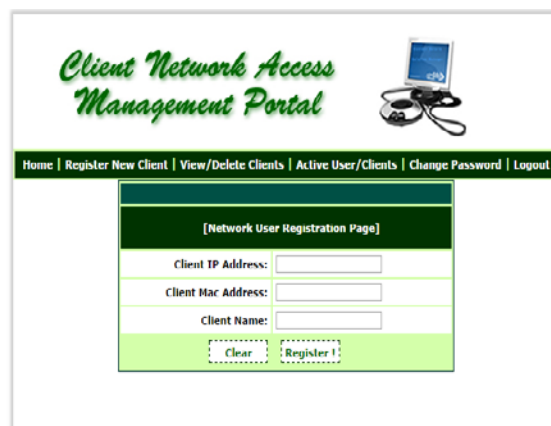 Client Network Access
Management Portal
Home | Register New Client | View/Delete Clients | Active User/Clients | Change Password | Logout
[Network User Registration Page]
Client IP Address:
Client Mac Address:
Client Name:
Clear Register !